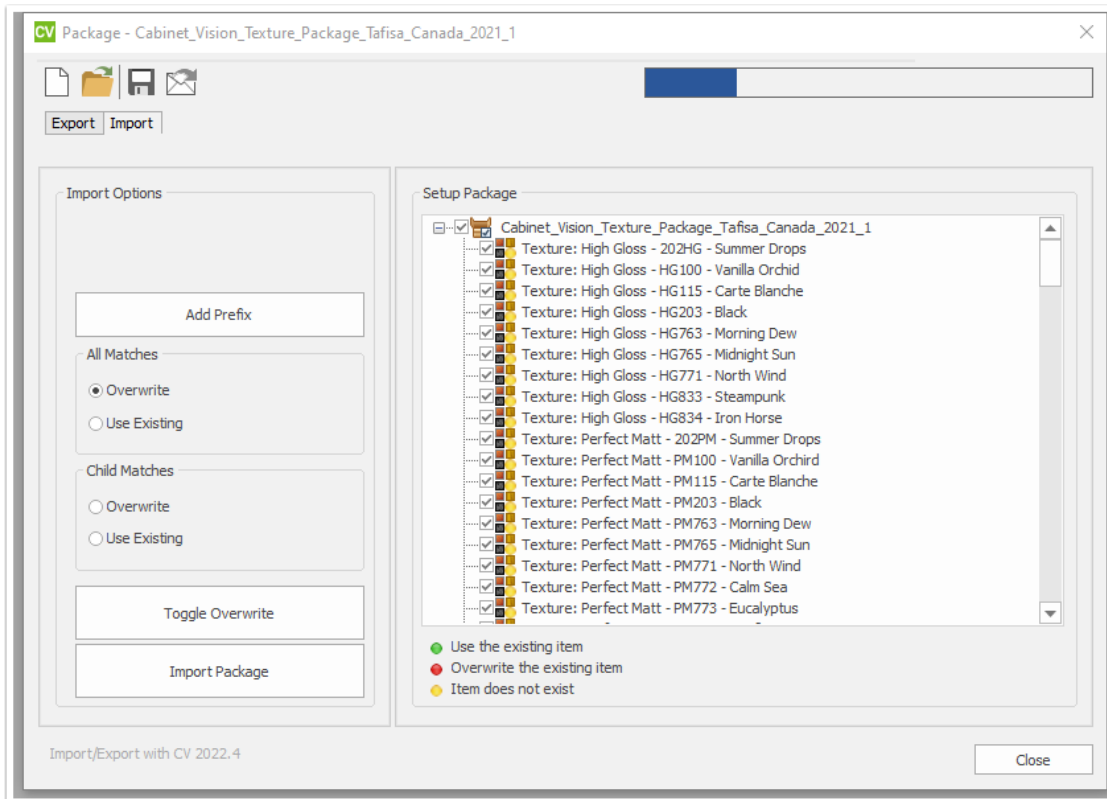 CV Package - Cabinet_Vision_Texture_Package_Tafisa_Canada_2021_1
Export Import
Import Options
Add Prefix
All Matches
Overwrite
Use Existing
Child Matches
Overwrite
Use Existing
Toggle Overwrite
Import Package
Setup Package
Cabinet_Vision_Texture_Package_Tafisa_Canada_2021_1
Texture: High Gloss - 202HG - Summer Drops
Texture: High Gloss - HG100 - Vanilla Orchid
Texture: High Gloss - HG115 - Carte Blanche
Texture: High Gloss - HG203 - Black
Texture: High Gloss - HG763 - Morning Dew
Texture: High Gloss - HG765 - Midnight Sun
Texture: High Gloss - HG771 - North Wind
Texture: High Gloss - HG833 - Steampunk
Texture: High Gloss - HG834 - Iron Horse
Texture: Perfect Matt - 202PM - Summer Drops
Texture: Perfect Matt - PM100 - Vanilla Orchird
Texture: Perfect Matt - PM115 - Carte Blanche
Texture: Perfect Matt - PM203 - Black
Texture: Perfect Matt - PM763 - Morning Dew
Texture: Perfect Matt - PM765 - Midnight Sun
Texture: Perfect Matt - PM771 - North Wind
Texture: Perfect Matt - PM772 - Calm Sea
Texture: Perfect Matt - PM773 - Eucalyptus
Use the existing item
Overwrite the existing item
Item does not exist
Import/Export with CV 2022.4
Close